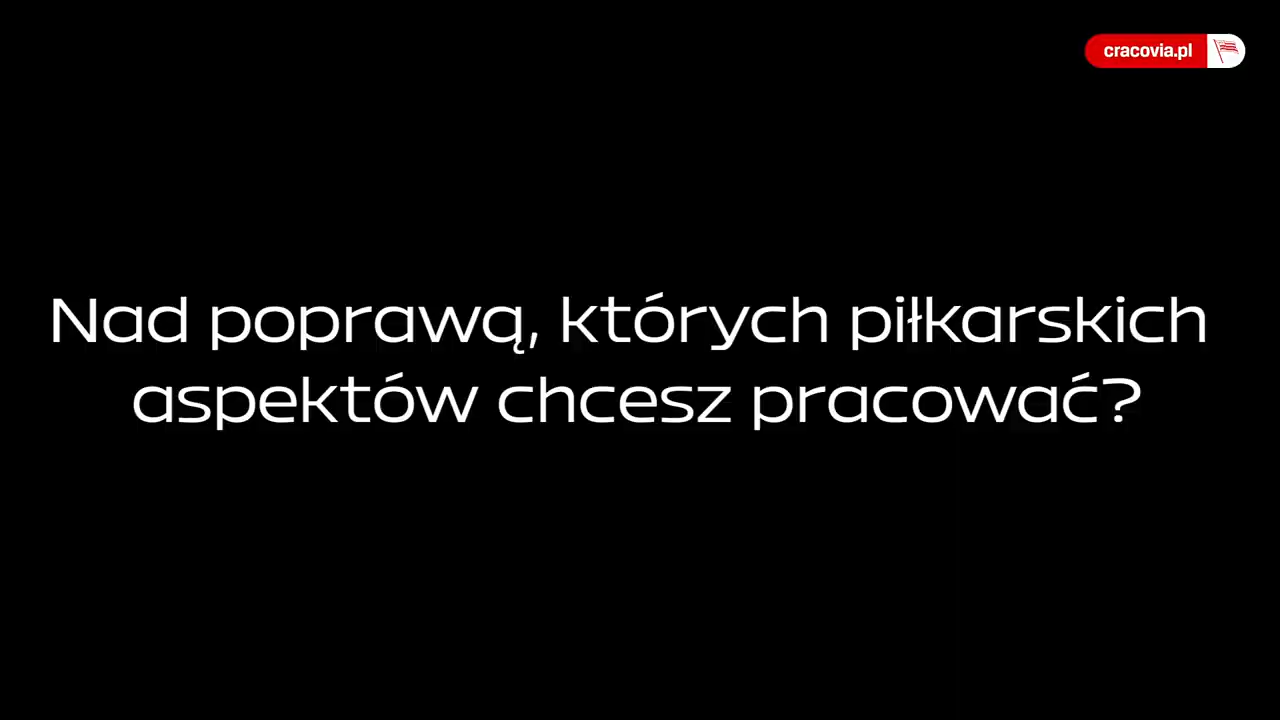 cracovia.pl
Nad poprawą, których piłkarskich
aspektów chcesz pracować?